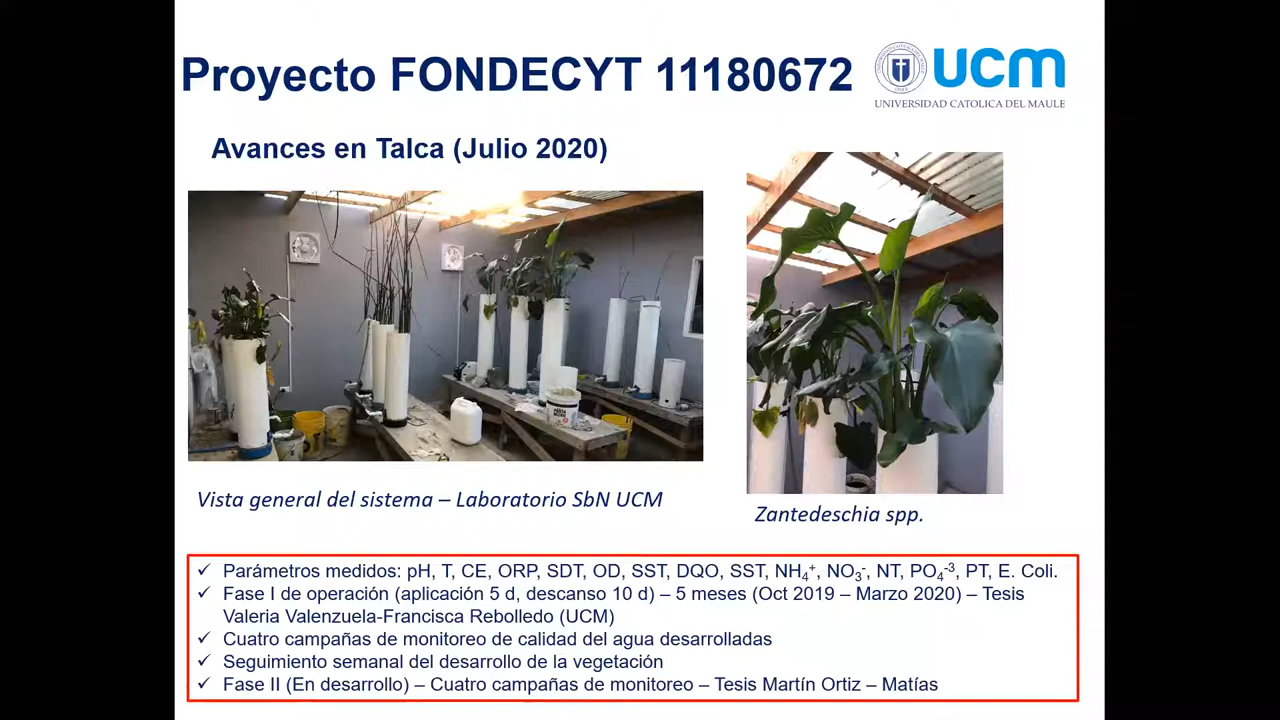 Proyecto FONDECYT 11180672
UCM
UNIVERSIDAD CATOLICA DEL MAULE
Avances en Talca (Julio 2020)
Vista general del sistema – Laboratorio SbN UCM
Zantedeschia spp.
✓ Parámetros medidos: pH, T, CE, ORP, SDT, OD, SST, DQO, SST, NH₄⁺, NO₃⁻, NT, PO₄⁻³, PT, E. Coli.
✓ Fase I de operación (aplicación 5 d, descanso 10 d) – 5 meses (Oct 2019 – Marzo 2020) – Tesis
Valeria Valenzuela-Francisca Rebolledo (UCM)
✓ Cuatro campañas de monitoreo de calidad del agua desarrolladas
✓ Seguimiento semanal del desarrollo de la vegetación
✓ Fase II (En desarrollo) – Cuatro campañas de monitoreo – Tesis Martín Ortiz – Matías